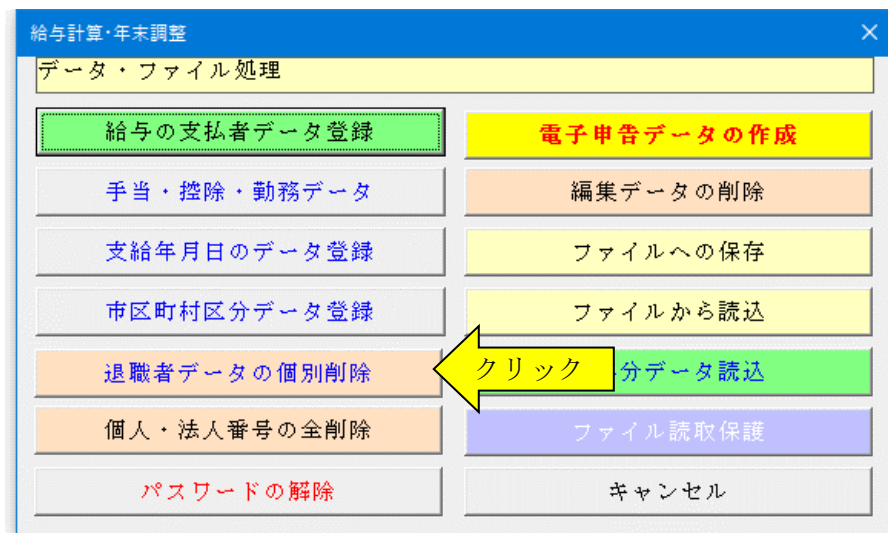 給与計算･年末調整
データ・ファイル処理
給与の支払者データ登録
電子申告データの作成
手当・控除・勤務データ
編集データの削除
支給年月日のデータ登録
ファイルへの保存
市区町村区分データ登録
ファイルから読込
退職者データの個別削除
クリック
分データ読込
個人・法人番号の全削除
ファイル読取保護
パスワードの解除
キャンセル